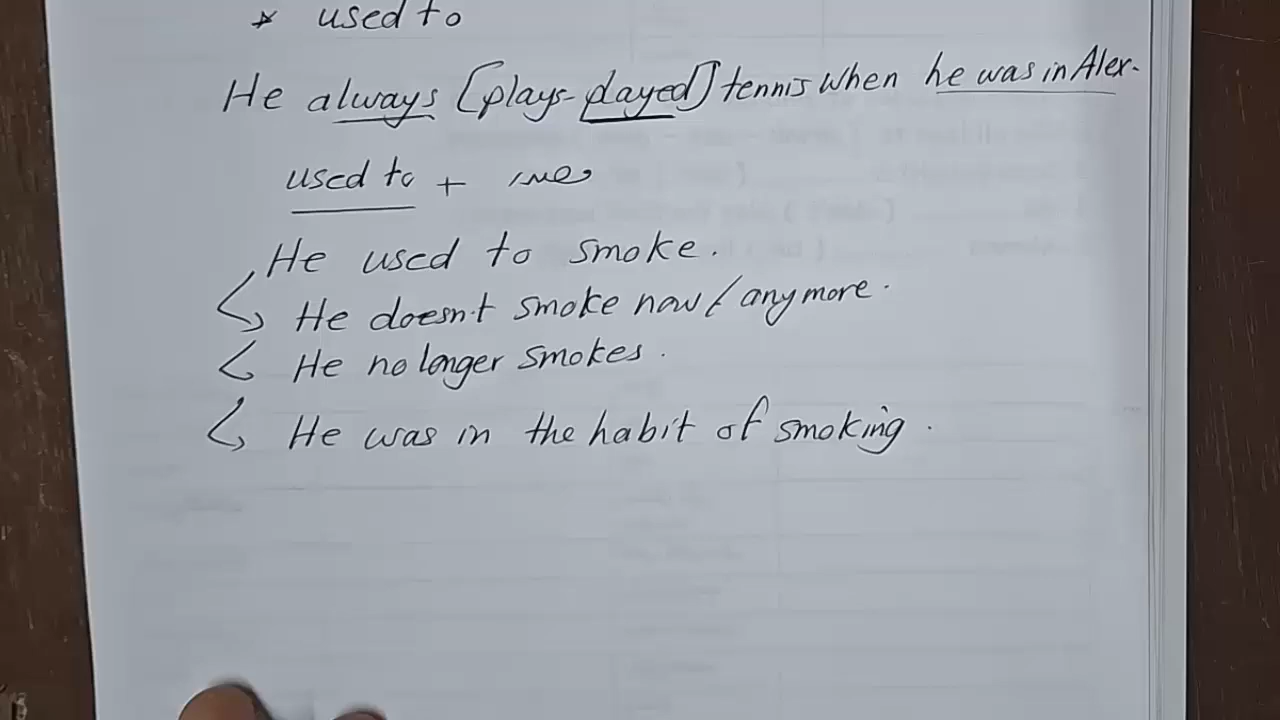 * used to
He always [plays - played] tennis when he was in Alex.
used to +
He used to smoke.
He doesn't smoke now / anymore.
He no longer smokes.
He was in the habit of smoking.